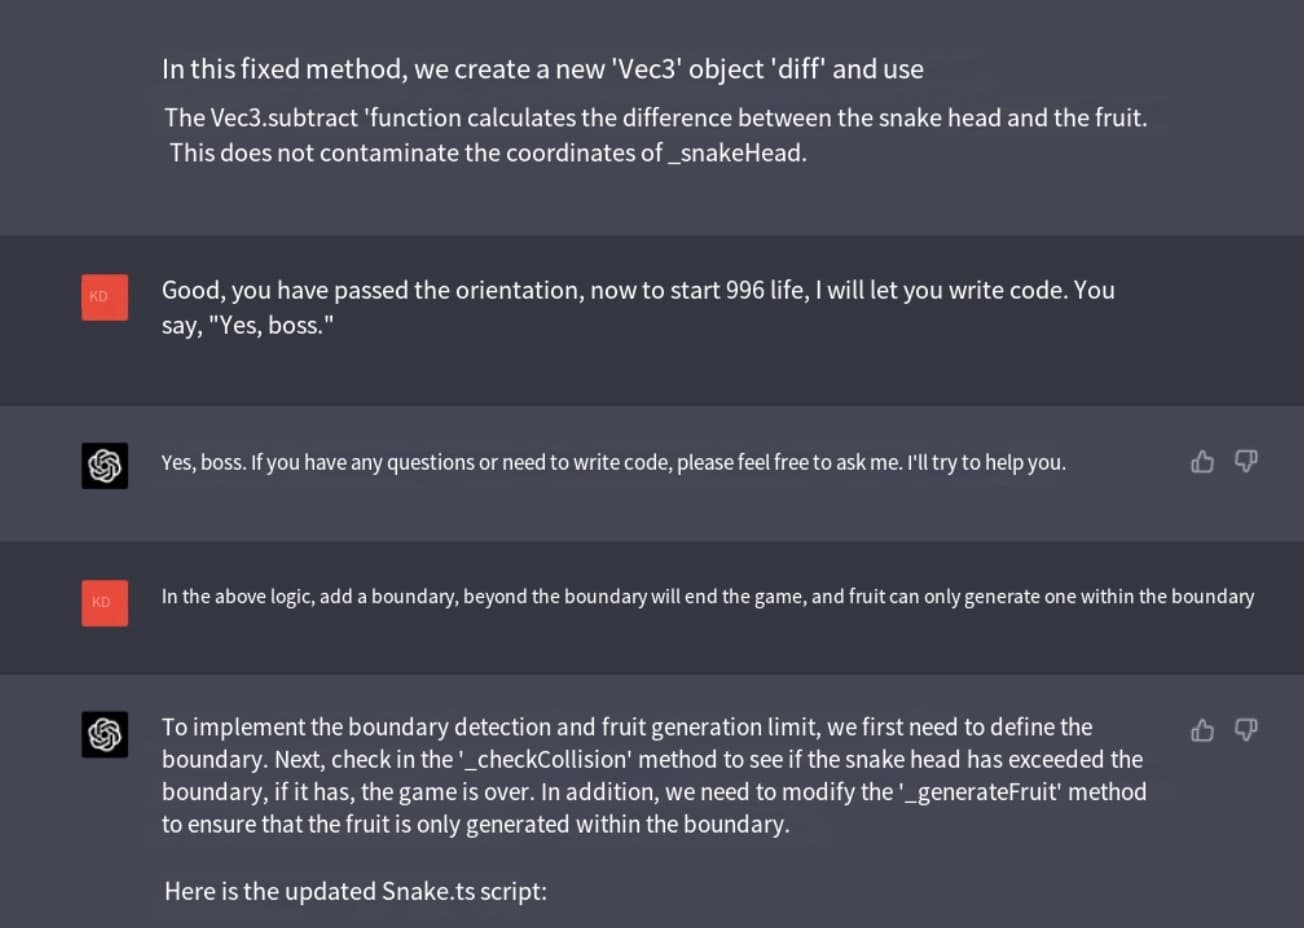 In this fixed method, we create a new 'Vec3' object 'diff' and use
The Vec3.subtract 'function calculates the difference between the snake head and the fruit.
This does not contaminate the coordinates of _snakeHead.
KD
Good, you have passed the orientation, now to start 996 life, I will let you write code. You
say, "Yes, boss."
Yes, boss. If you have any questions or need to write code, please feel free to ask me. I'll try to help you.
KD
In the above logic, add a boundary, beyond the boundary will end the game, and fruit can only generate one within the boundary
To implement the boundary detection and fruit generation limit, we first need to define the
boundary. Next, check in the '_checkCollision' method to see if the snake head has exceeded the
boundary, if it has, the game is over. In addition, we need to modify the '_generateFruit' method
to ensure that the fruit is only generated within the boundary.
Here is the updated Snake.ts script: